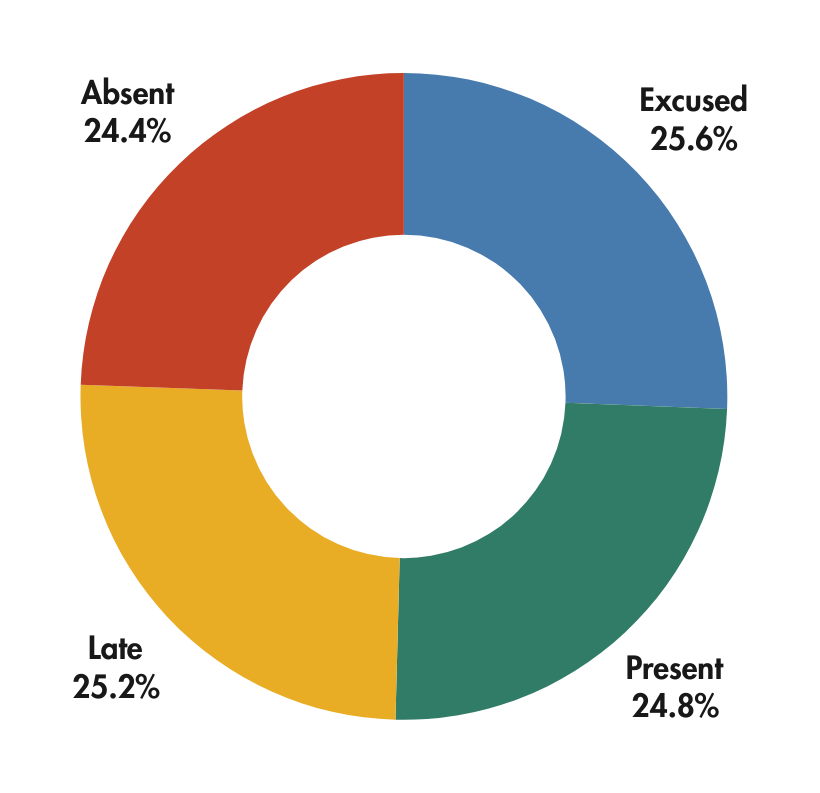 Absent
24.4%
Excused
25.6%
Late
25.2%
Present
24.8%